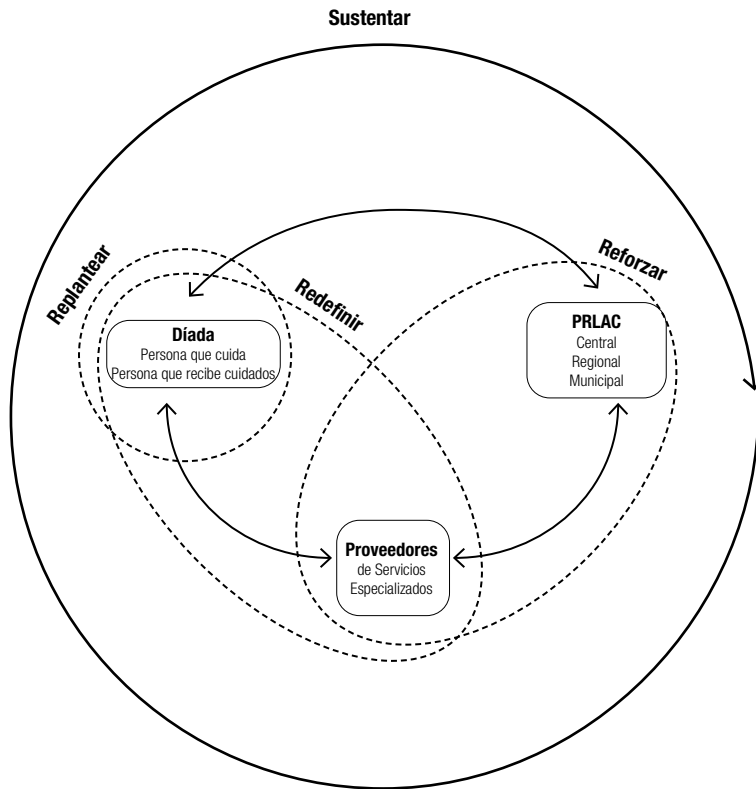 Sustentar
Replantear
Redefinir
Reforzar
Díada
Persona que cuida
Persona que recibe cuidados
PRLAC
Central
Regional
Municipal
Proveedores
de Servicios
Especializados